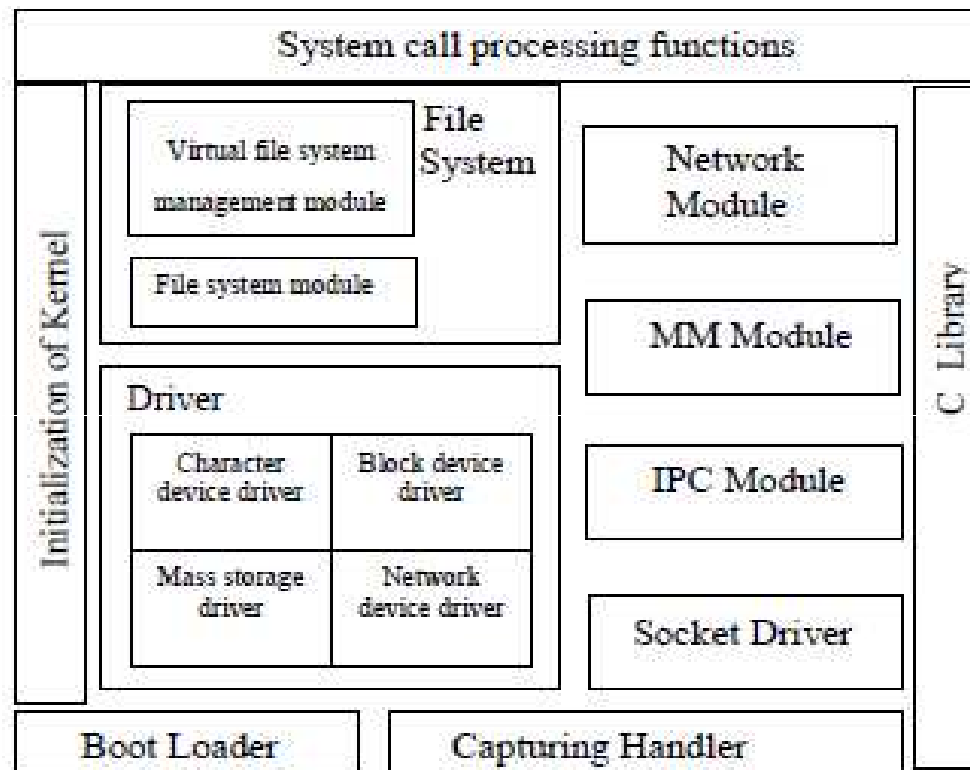 System call processing functions
Initialization of Kernel
File
System
Virtual file system
management module
File system module
Driver
Character
device driver
Block device
driver
Mass storage
driver
Network
device driver
Network
Module
MM Module
IPC Module
Socket Driver
C Library
Boot Loader
Capturing Handler